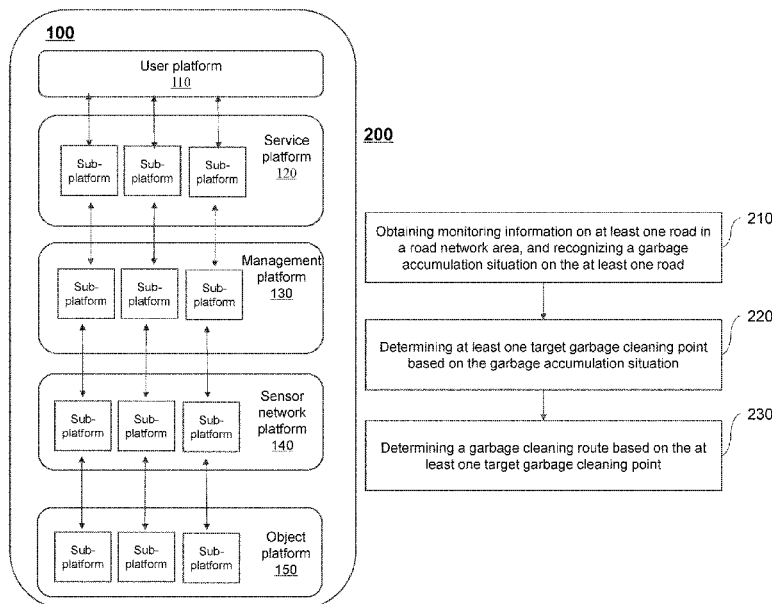 100
User platform
110
Service
platform
120
Sub-
platform
Sub-
platform
Sub-
platform
Management
platform
130
Sub-
platform
Sub-
platform
Sub-
platform
Sensor
network
platform
140
Sub-
platform
Sub-
platform
Sub-
platform
Object
platform
150
Sub-
platform
Sub-
platform
Sub-
platform
200
210
Obtaining monitoring information on at least one road in
a road network area, and recognizing a garbage
accumulation situation on the at least one road
220
Determining at least one target garbage cleaning point
based on the garbage accumulation situation
230
Determining a garbage cleaning route based on the at
least one target garbage cleaning point